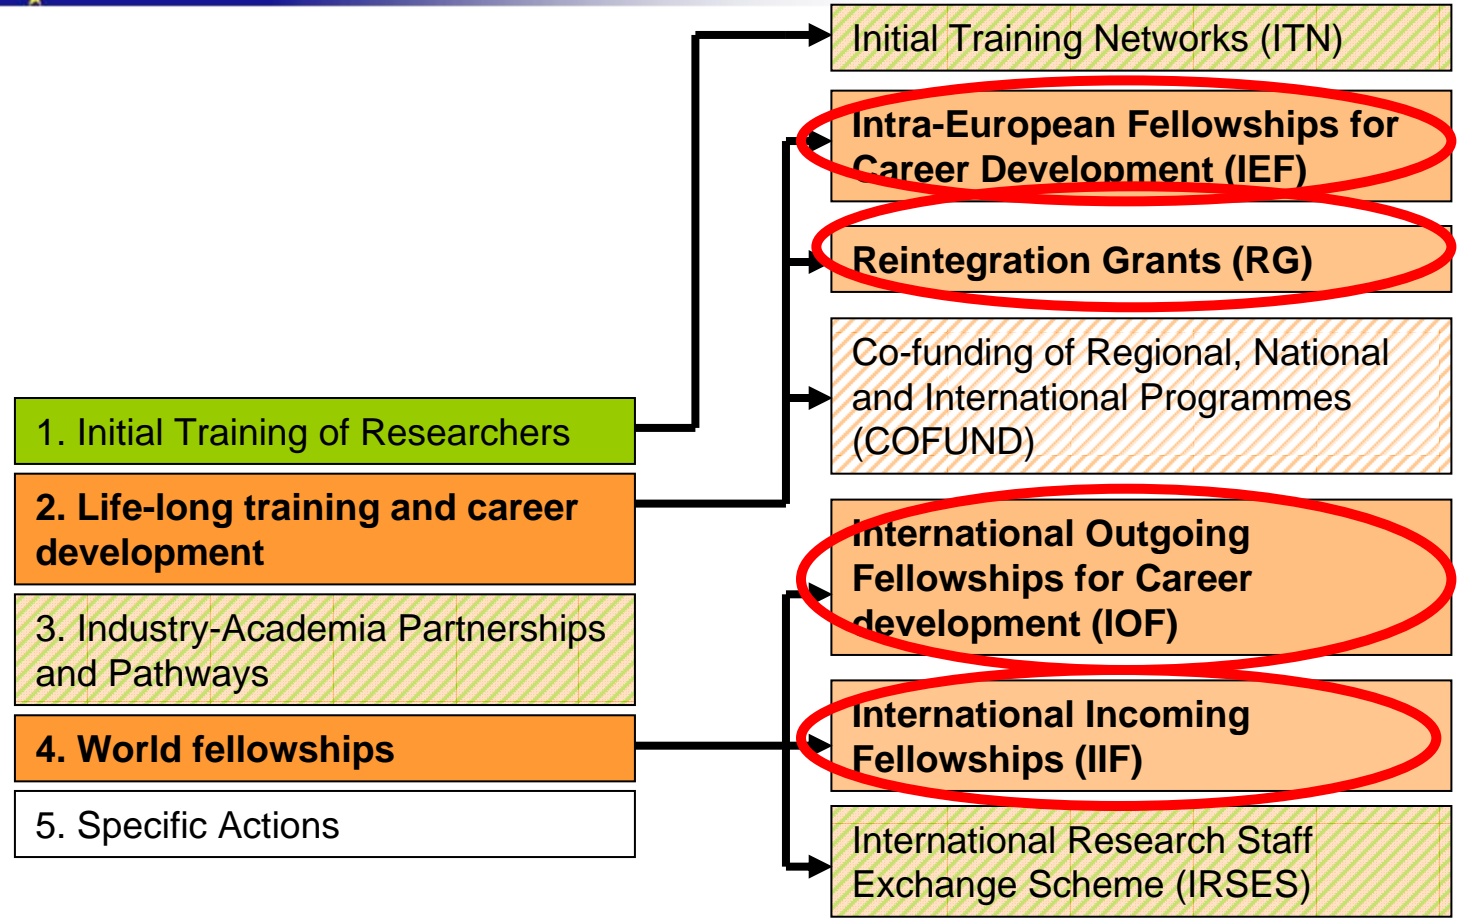 Initial Training Networks (ITN)
Intra-European Fellowships for
Career Development (IEF)
Reintegration Grants (RG)
Co-funding of Regional, National
and International Programmes
(COFUND)
1. Initial Training of Researchers
2. Life-long training and career
development
3. Industry-Academia Partnerships
and Pathways
4. World fellowships
5. Specific Actions
International Outgoing
Fellowships for Career
development (IOF)
International Incoming
Fellowships (IIF)
International Research Staff
Exchange Scheme (IRSES)